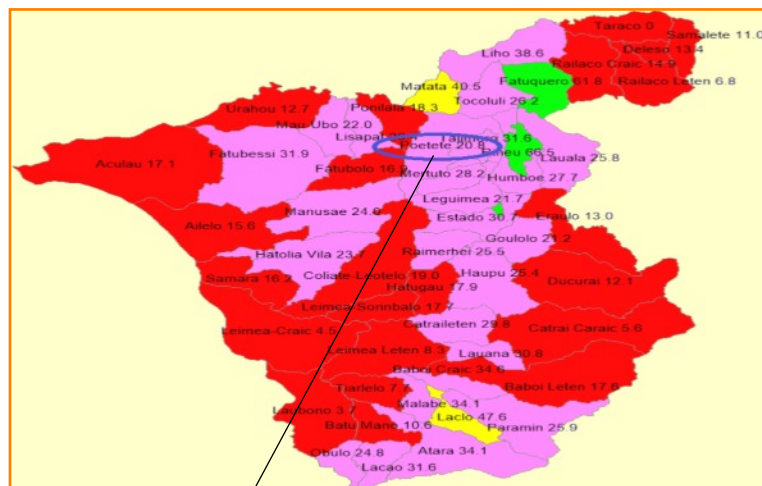 Taraco 0
Samalete 11.0
Liho 38.6
Deleso 13.4
Railaco Craic 14.9
Matata 40.5
Fatuquero 61.8
Railaco Leten 6.8
Tocoluli 26.2
Urahou 12.7
Ponilala 48.3
Mau-Ubo 22.0
Lisapat
Talimoro 31.6
Poetete 20.8
Riheu 66.5
Lauala 25.8
Aculau 17.1
Fatubessi 31.9
Fatubolo 16.9
Mertuto 28.2
Humboe 27.7
Leguimea 21.7
Manusae 24.0
Estado 30.7
Eraulo 13.0
Ailelo 15.6
Goulolo 21.2
Hatolia Vila 23.7
Raimerhei 25.5
Samara 16.2
Coliate-Leotelo 19.0
Haupu 25.4
Ducurai 12.1
Hatugau 17.9
Leimea-Sorinbalo 17.7
Catraileten 29.8
Leimea-Craic 4.5
Catrai Caraic 5.6
Leimea Leten 8.3
Lauana 30.8
Baboi Craic 34.6
Tiarlelo 7.7
Baboi Leten 17.6
Malabe 34.1
Laubono 3.7
Laclo 47.6
Batu Mano 10.6
Paramin 25.9
Obulo 24.8
Atara 34.1
Lacao 31.6